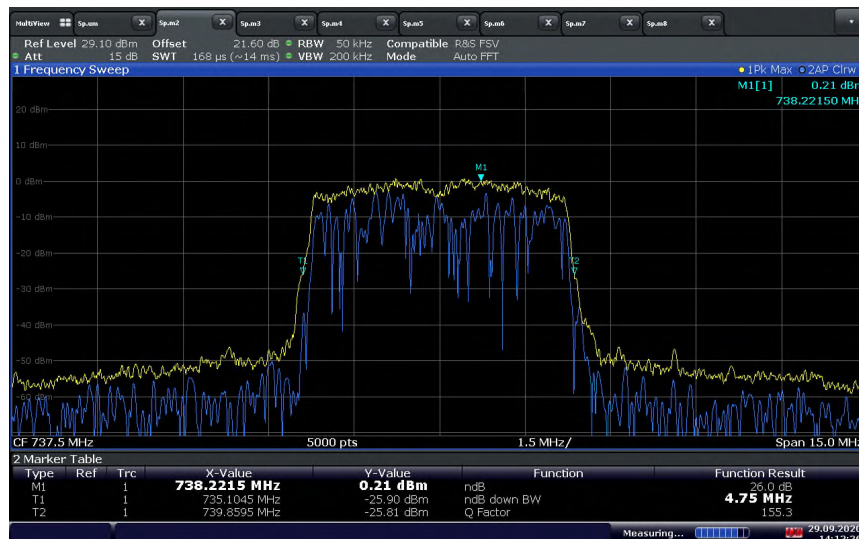 MultiView Sp.um X Sp.m2 X Sp.m3 X Sp.m4 X Sp.m5 X Sp.m6 X Sp.m7 X Sp.m8 X
Ref Level 29.10 dBm Offset 21.60 dB RBW 50 kHz Compatible R&S FSV
Att 15 dB SWT 168 µs (~14 ms) VBW 200 kHz Mode Auto FFT
1 Frequency Sweep 1Pk Max 2AP Clrw
M1[1] 0.21 dBm
738.22150 MH
20 dBm
10 dBm
0 dBm
M1
-10 dBm
-20 dBm
T1 T2
-30 dBm
-40 dBm
-50 dBm
-60 dBm
CF 737.5 MHz 5000 pts 1.5 MHz/ Span 15.0 MHz
2 Marker Table
Type Ref Trc X-Value Y-Value Function Function Result
M1 1 738.2215 MHz 0.21 dBm ndB 26.0 dB
T1 1 735.1045 MHz -25.90 dBm ndB down BW 4.75 MHz
T2 1 739.8595 MHz -25.81 dBm Q Factor 155.3
Measuring... 29.09.2020